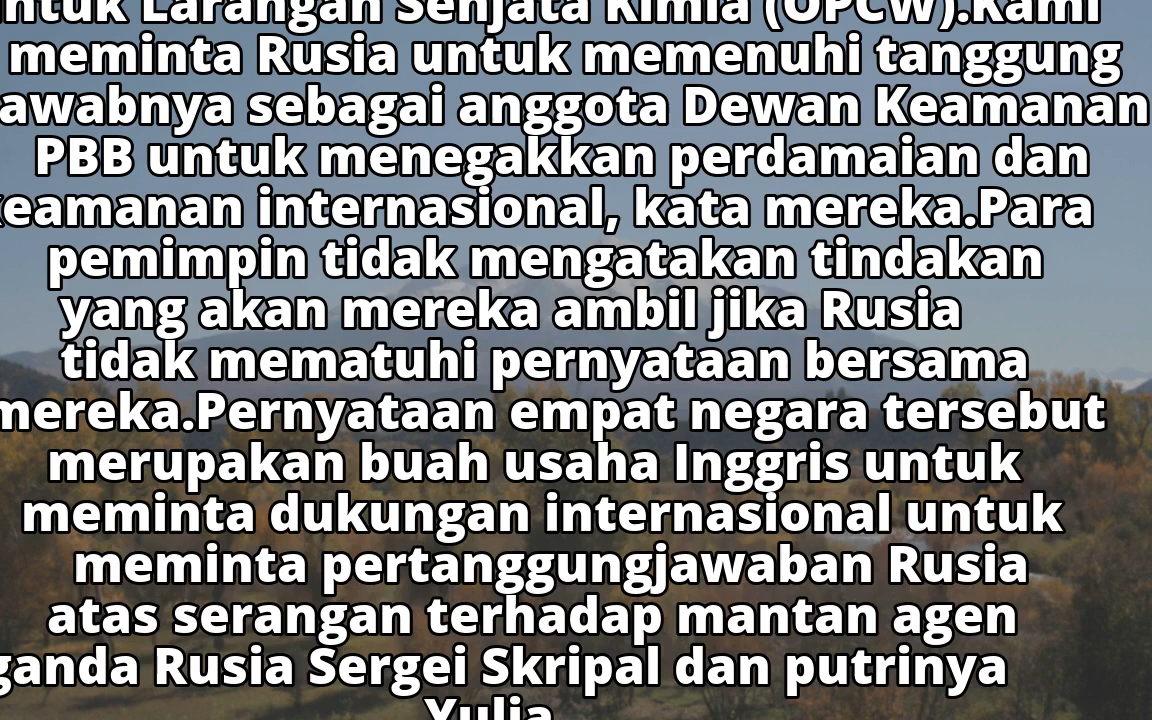 untuk Larangan Senjata Kimia (OPCW).Kami
meminta Rusia untuk memenuhi tanggung
awabnya sebagai anggota Dewan Keamanan
PBB untuk menegakkan perdamaian dan
keamanan internasional, kata mereka.Para
pemimpin tidak mengatakan tindakan
yang akan mereka ambil jika Rusia
tidak mematuhi pernyataan bersama
mereka.Pernyataan empat negara tersebut
merupakan buah usaha Inggris untuk
meminta dukungan internasional untuk
meminta pertanggungjawaban Rusia
atas serangan terhadap mantan agen
ganda Rusia Sergei Skripal dan putrinya
Yulia